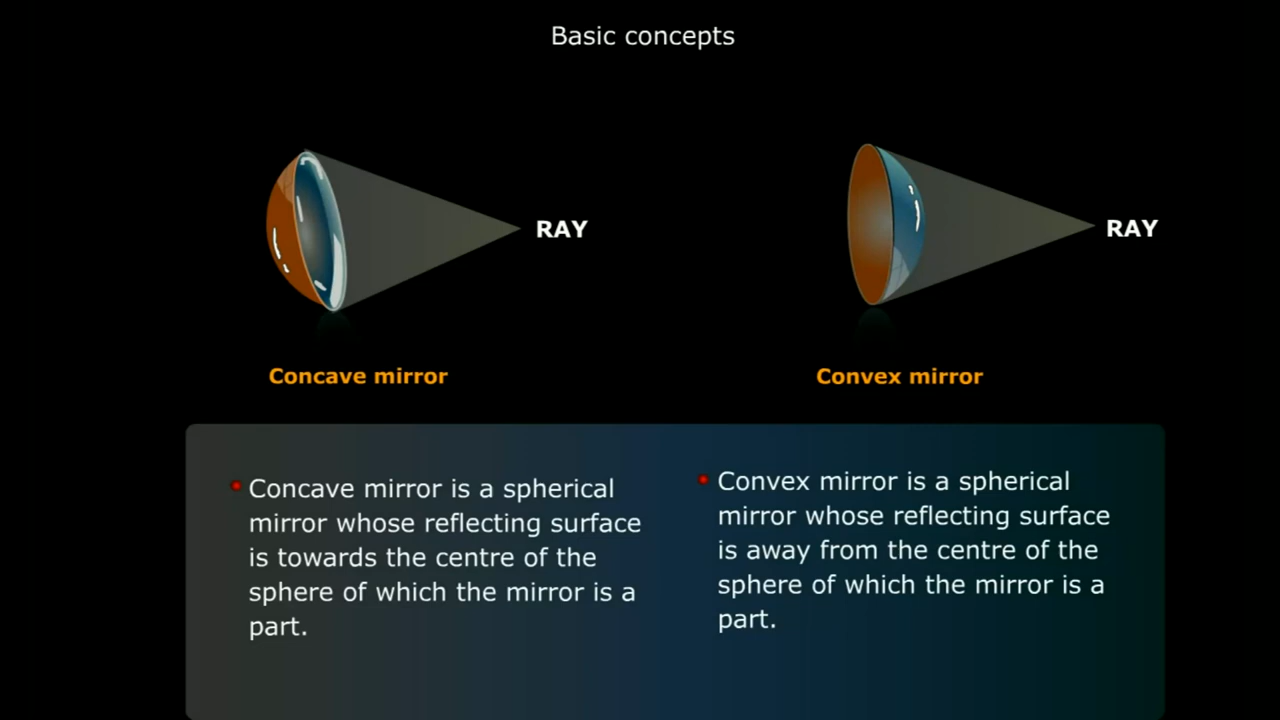 Basic concepts
RAY
RAY
Concave mirror
Convex mirror
Concave mirror is a spherical
mirror whose reflecting surface
is towards the centre of the
sphere of which the mirror is a
part.
Convex mirror is a spherical
mirror whose reflecting surface
is away from the centre of the
sphere of which the mirror is a
part.